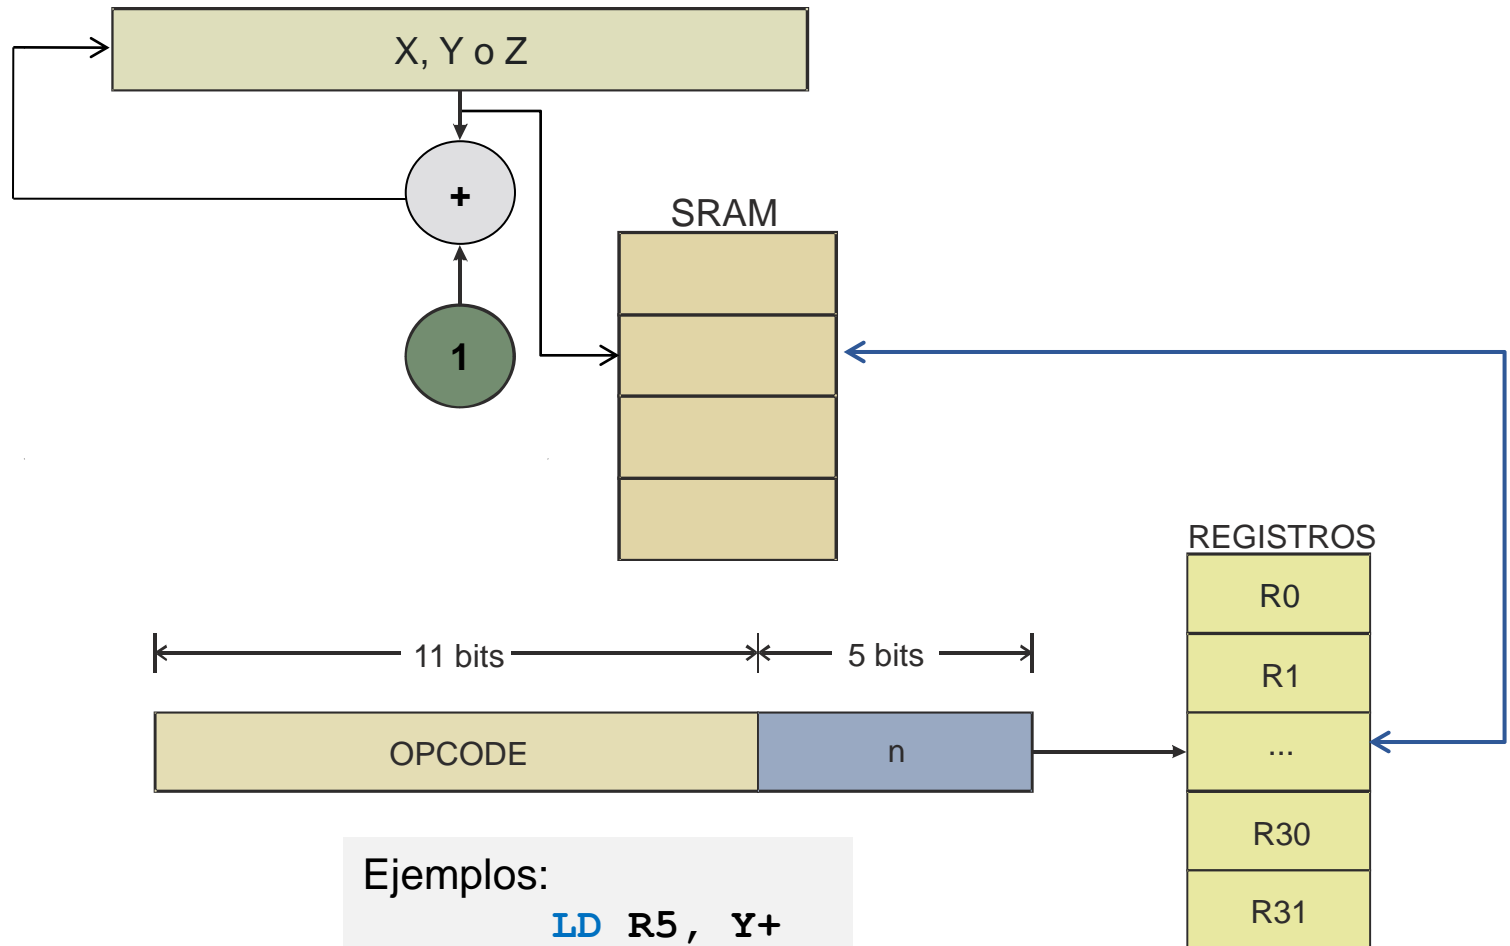 X, Y o Z
+
SRAM
1
REGISTROS
R0
11 bits
5 bits
R1
OPCODE
n
...
R30
Ejemplos:
R31
LD R5, Y+